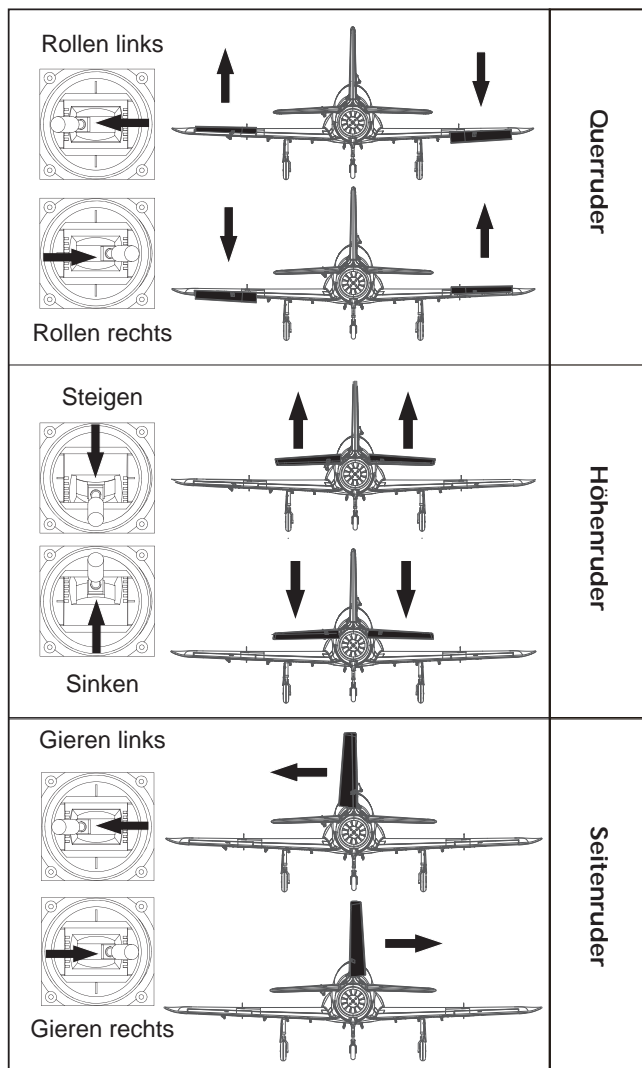 Rollen links
Rollen rechts
Querruder
Steigen
Sinken
Höhenruder
Gieren links
Gieren rechts
Seitenruder